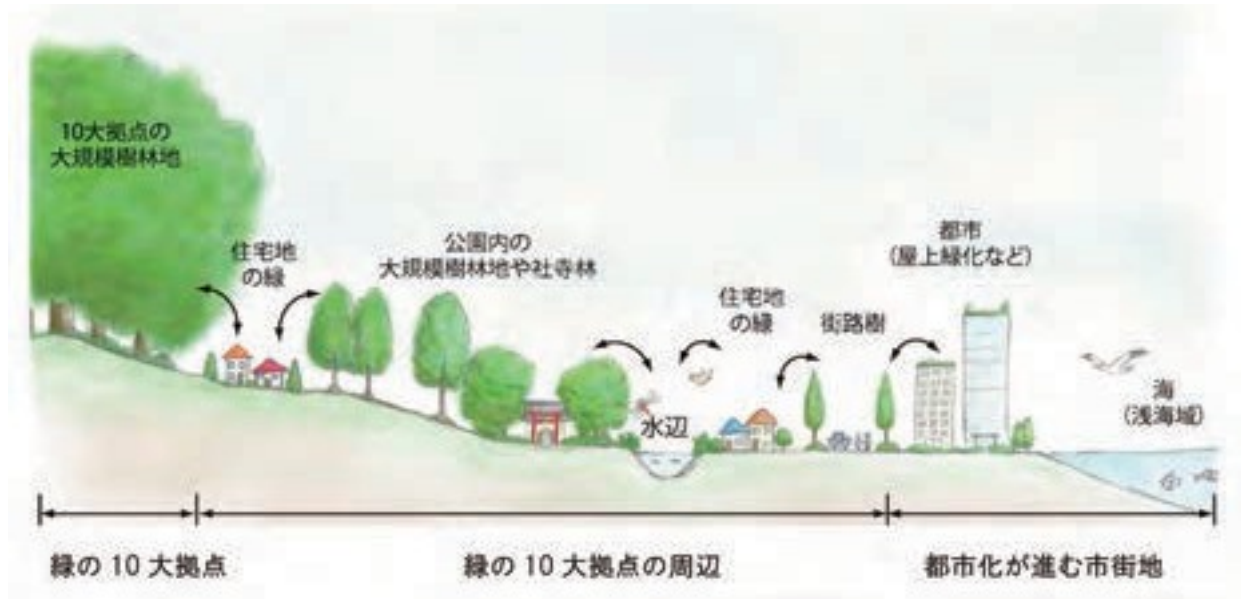 10大拠点の
大規模樹林地
住宅地
の緑
公園内の
大規模樹林地や社寺林
水辺
住宅地
の緑
街路樹
都市
(屋上緑化など)
海
(浅海域)
緑の 10 大拠点
緑の 10 大拠点の周辺
都市化が進む市街地